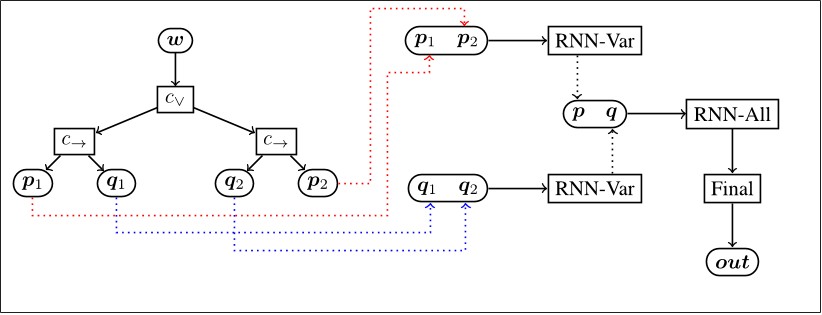 w
c∨
c→ c→
p1 q1 q2 p2
p1 p2 RNN-Var
p q RNN-All
q1 q2 RNN-Var Final
out